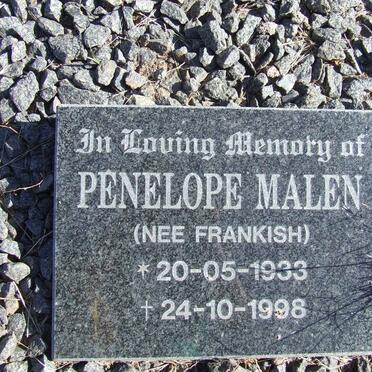 In Loving Memory of
PENELOPE MALEN
(NEE FRANKISH)
* 20-05-1933
† 24-10-1998